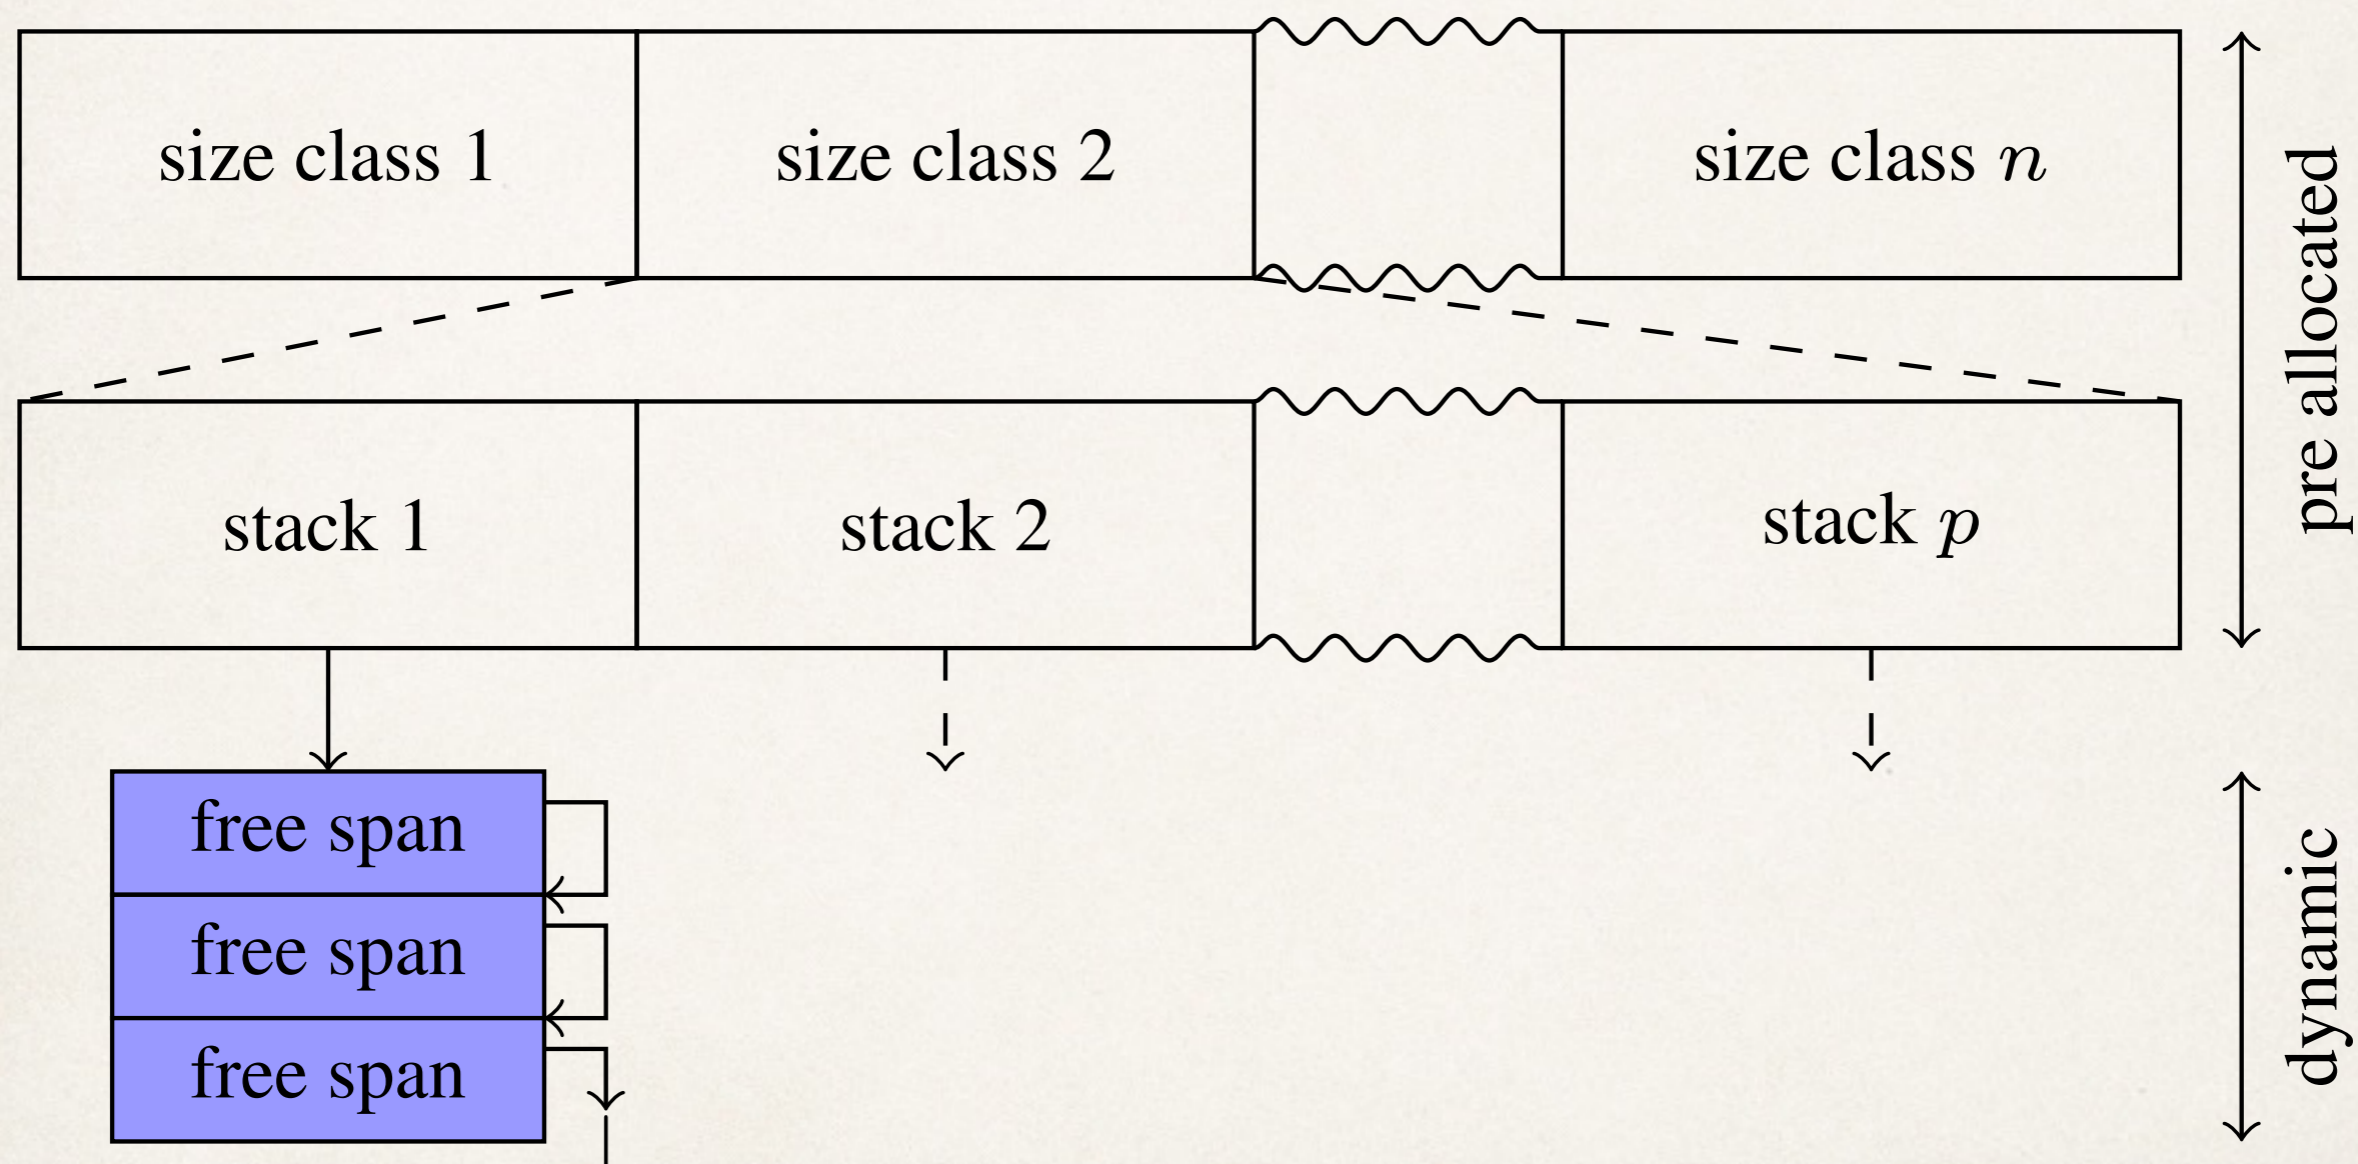 size class 1
size class 2
size class n
pre allocated
stack 1
stack 2
stack p
free span
free span
free span
dynamic